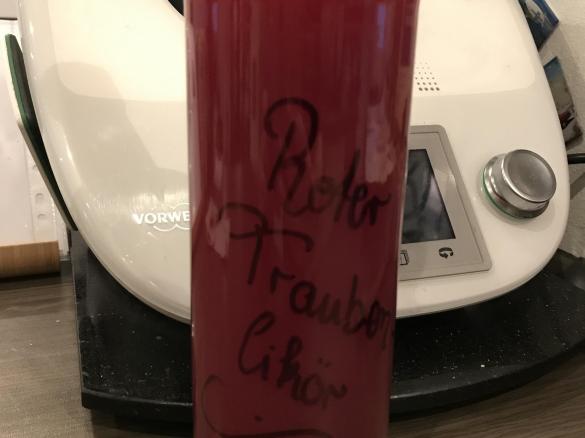 Roter
Trauben
likör
VORWE